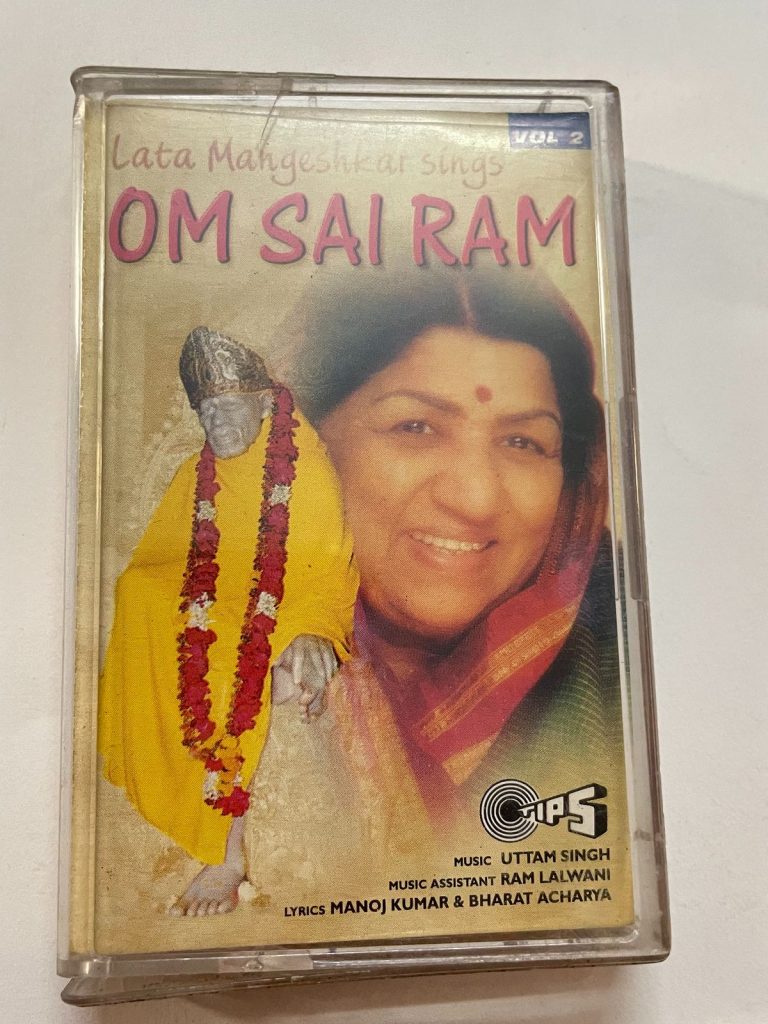 VOL 2
Lata Mangeshkar sings
OM SAI RAM
TIPS
MUSIC UTTAM SINGH
MUSIC ASSISTANT RAM LALWANI
LYRICS MANOJ KUMAR & BHARAT ACHARYA